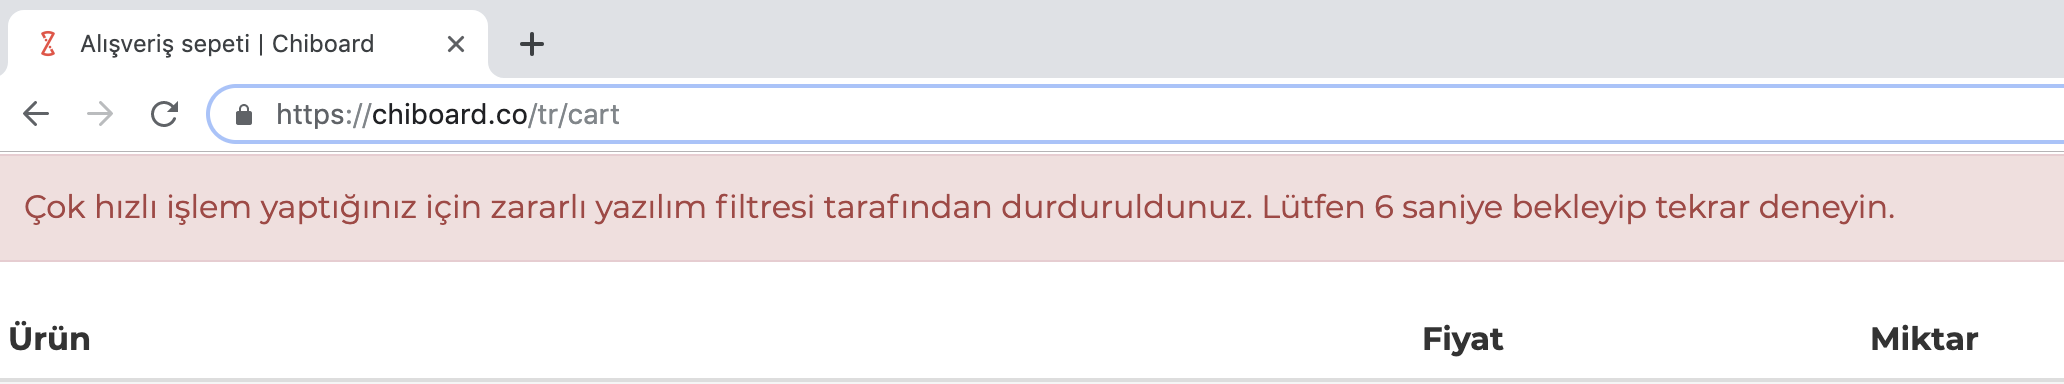 Alışveriş sepeti | Chiboard
https://chiboard.co/tr/cart
Çok hızlı işlem yaptığınız için zararlı yazılım filtresi tarafından durduruldunuz. Lütfen 6 saniye bekleyip tekrar deneyin.
Ürün Fiyat Miktar